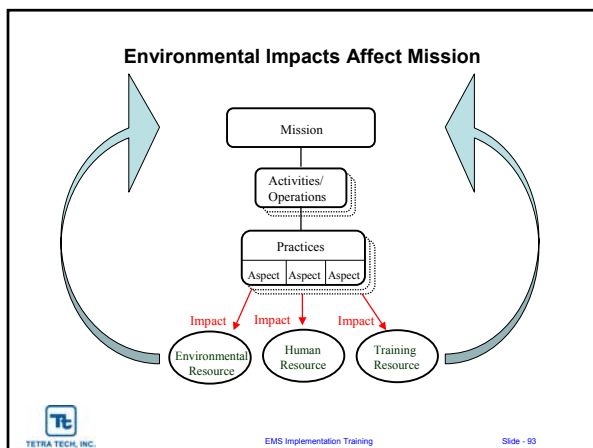 Environmental Impacts Affect Mission
Mission
Activities/
Operations
Practices
Aspect Aspect Aspect
Impact Impact Impact
Environmental
Resource
Human
Resource
Training
Resource
Tt
TETRA TECH, INC.
EMS Implementation Training
Slide - 93